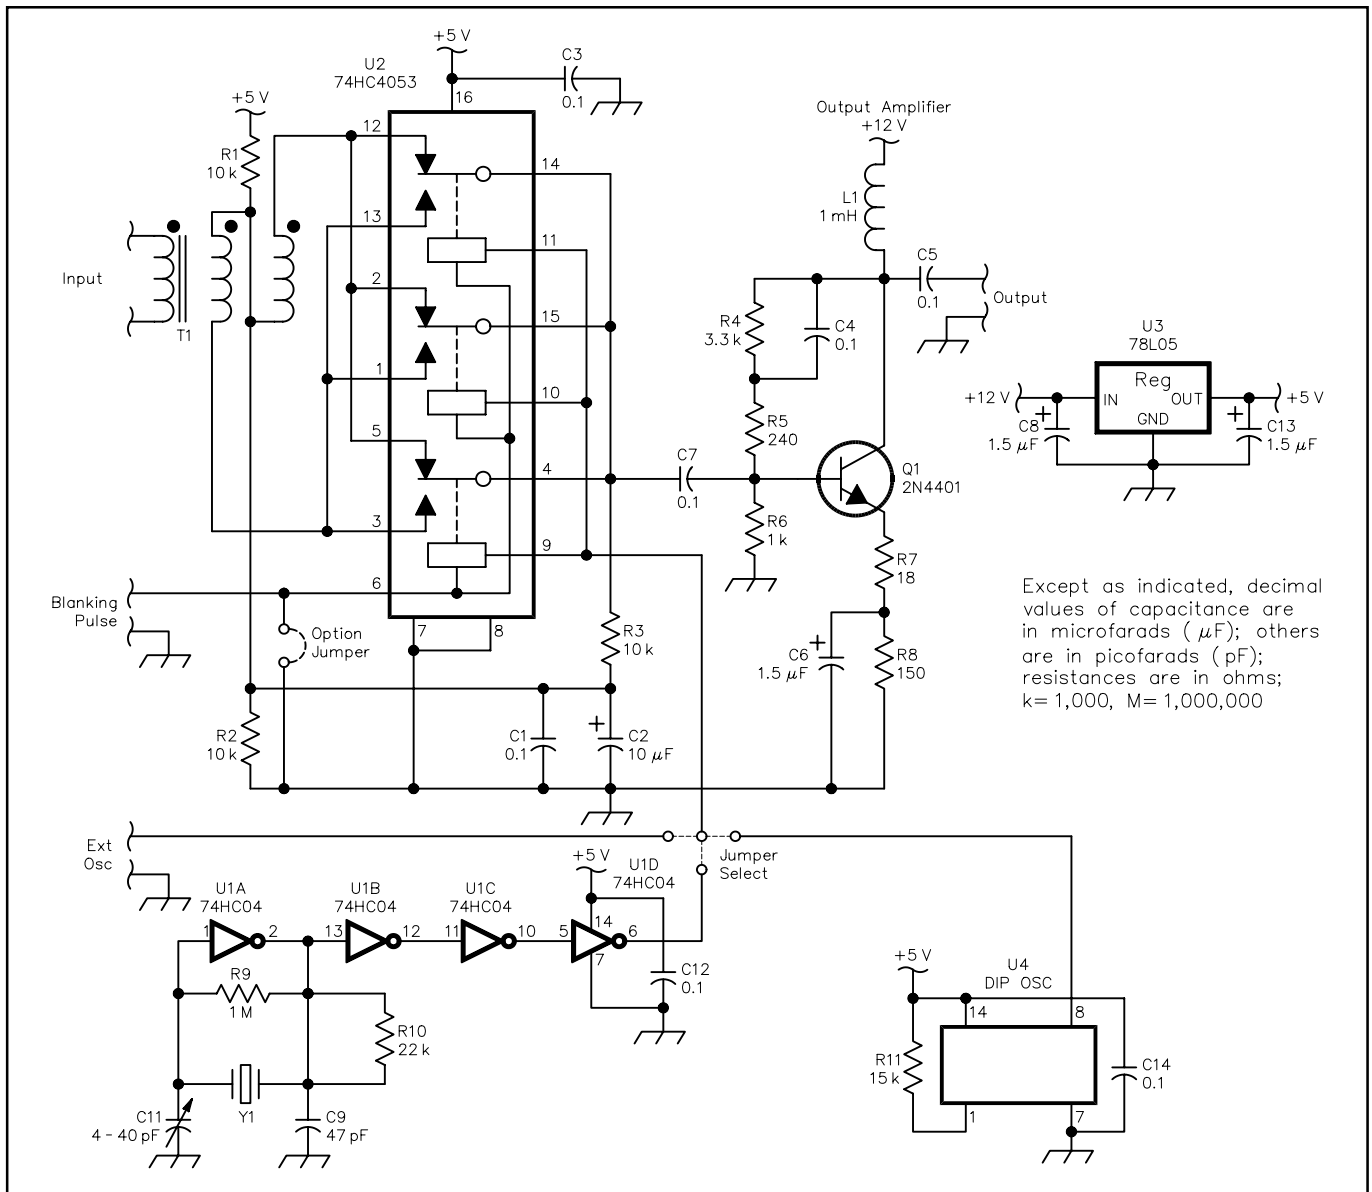 +5 V
U2
74HC4053
C3
0.1
16
+5 V
R1
10 k
12
14
13
11
2
15
1
10
5
4
3
9
6
7
8
Input
T1
Output Amplifier
+12 V
L1
1 mH
C5
0.1
Output
R4
3.3 k
C4
0.1
R5
240
C7
0.1
Q1
2N4401
R6
1 k
R7
18
C6
1.5 µF
+
R8
150
U3
78L05
Reg
IN
OUT
GND
+12 V
+5 V
+
C8
1.5 µF
+
C13
1.5 µF
Except as indicated, decimal
values of capacitance are
in microfarads ( µF); others
are in picofarads ( pF);
resistances are in ohms;
k= 1,000, M= 1,000,000
Blanking
Pulse
Option
Jumper
R3
10 k
R2
10 k
C1
0.1
+
C2
10 µF
Ext
Osc
Jumper
Select
+5 V
U1D
74HC04
U1A
74HC04
U1B
74HC04
U1C
74HC04
1
2
13
12
11
10
5
14
6
7
C12
0.1
R9
1 M
R10
22 k
Y1
C11
4 - 40 pF
C9
47 pF
+5 V
U4
DIP OSC
14
8
R11
15 k
C14
0.1
1
7